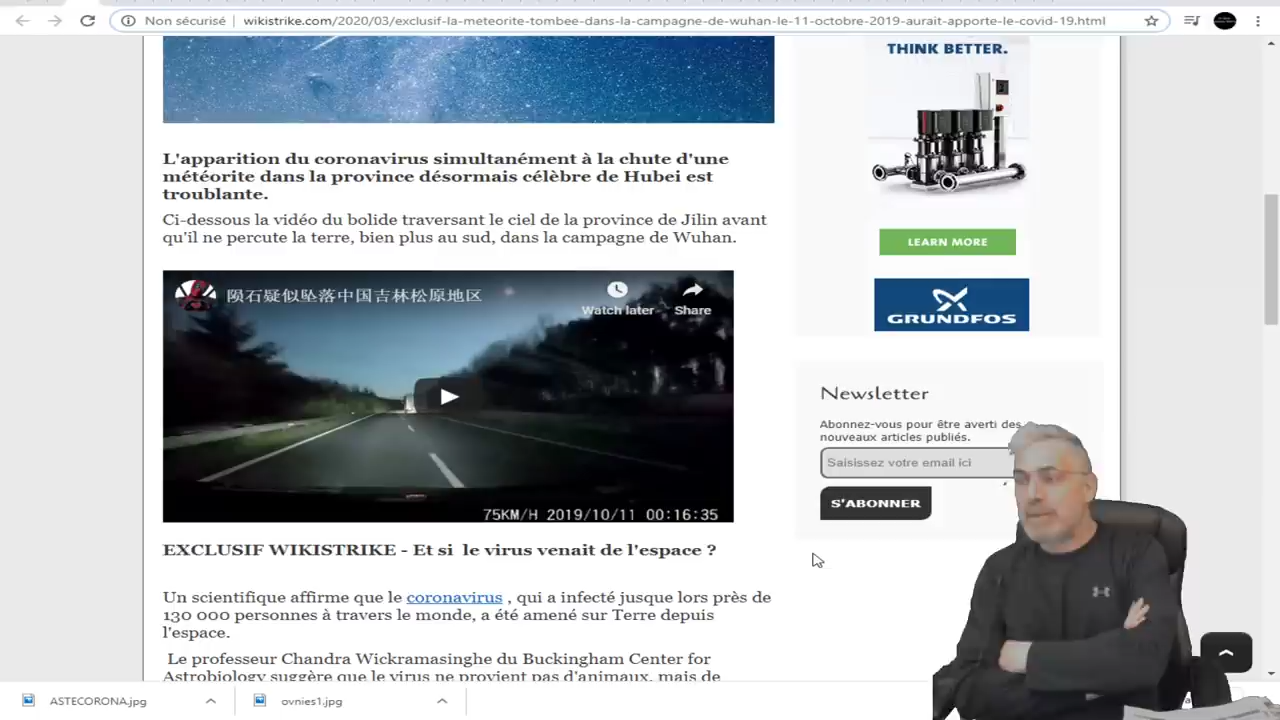 Non sécurisé | wikistrike.com/2020/03/exclusif-la-meteorite-tombee-dans-la-campagne-de-wuhan-le-11-octobre-2019-aurait-apporte-le-covid-19.html
THINK BETTER.
L'apparition du coronavirus simultanément à la chute d'une
météorite dans la province désormais célèbre de Hubei est
troublante.
Ci-dessous la vidéo du bolide traversant le ciel de la province de Jilin avant
qu'il ne percute la terre, bien plus au sud, dans la campagne de Wuhan.
LEARN MORE
GRUNDFOS
陨石疑似坠落中国吉林松原地区
Watch later
Share
75KM/H 2019/10/11 00:16:35
Newsletter
Abonnez-vous pour être averti des
nouveaux articles publiés.
Saisissez votre email ici
S'ABONNER
EXCLUSIF WIKISTRIKE - Et si le virus venait de l'espace ?
Un scientifique affirme que le coronavirus , qui a infecté jusque lors près de
130 000 personnes à travers le monde, a été amené sur Terre depuis
l'espace.
Le professeur Chandra Wickramasinghe du Buckingham Center for
Astrobiology suggère que le virus ne provient pas d'animaux, mais de
ASTECORONA.jpg
ovnies1.jpg